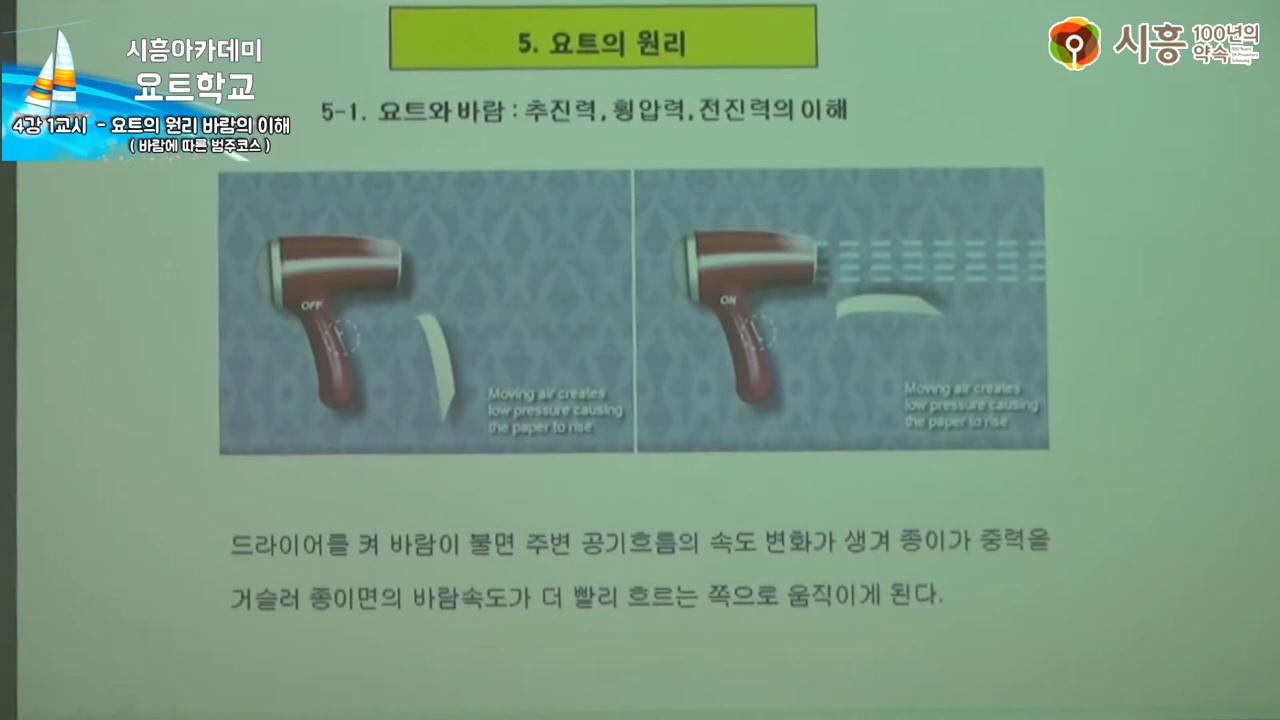 시흥아카데미
요트학교
4강 1교시 - 요트의 원리 바람의 이해
( 바람에 따른 범주코스 )
시흥 100년의
약속
5. 요트의 원리
5-1. 요트와 바람 : 추진력, 횡압력, 전진력의 이해
OFF
Moving air creates
low pressure causing
the paper to rise
ON
Moving air creates
low pressure causing
the paper to rise
드라이어를 켜 바람이 불면 주변 공기흐름의 속도 변화가 생겨 종이가 중력을
거슬러 종이면의 바람속도가 더 빨리 흐르는 쪽으로 움직이게 된다.